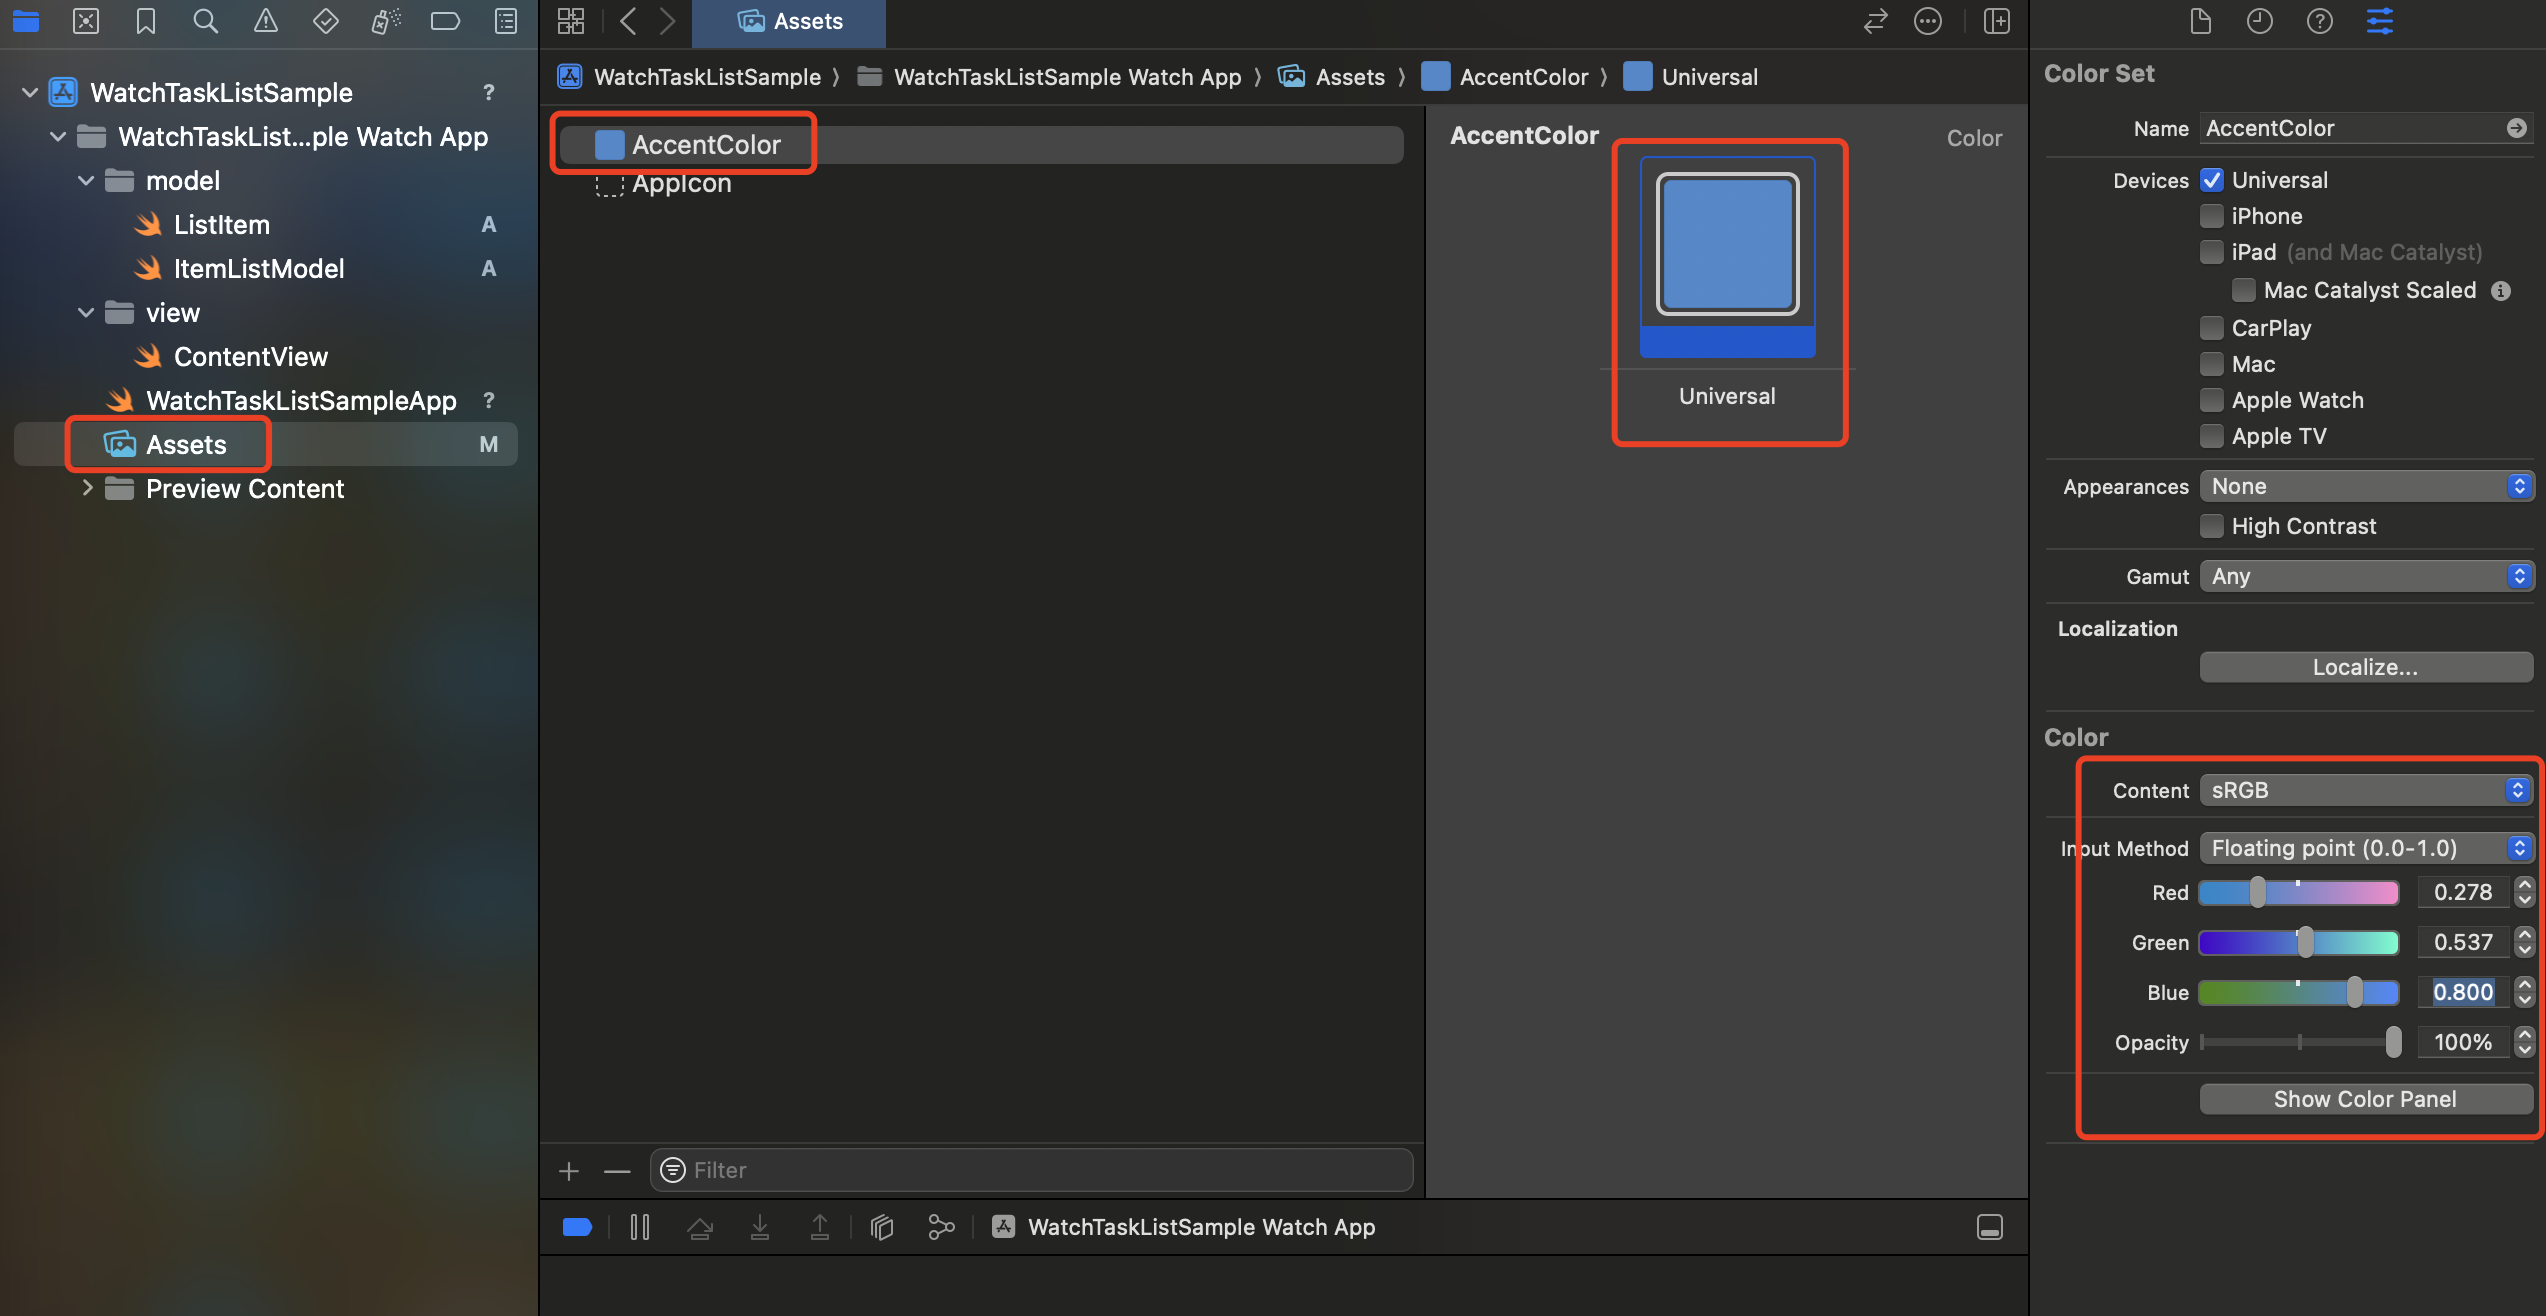 WatchTaskListSample ?
WatchTaskList...ple Watch App
model
ListItem A
ItemListModel A
view
ContentView
WatchTaskListSampleApp ?
Assets M
Preview Content
Assets
WatchTaskListSample 〉 WatchTaskListSample Watch App 〉 Assets 〉 AccentColor 〉 Universal
AccentColor
AppIcon
AccentColor
Color
Universal
Filter
WatchTaskListSample Watch App
Color Set
Name AccentColor
Devices Universal
iPhone
iPad (and Mac Catalyst)
Mac Catalyst Scaled
CarPlay
Mac
Apple Watch
Apple TV
Appearances None
High Contrast
Gamut Any
Localization
Localize...
Color
Content sRGB
Input Method Floating point (0.0-1.0)
Red 0.278
Green 0.537
Blue 0.800
Opacity 100%
Show Color Panel